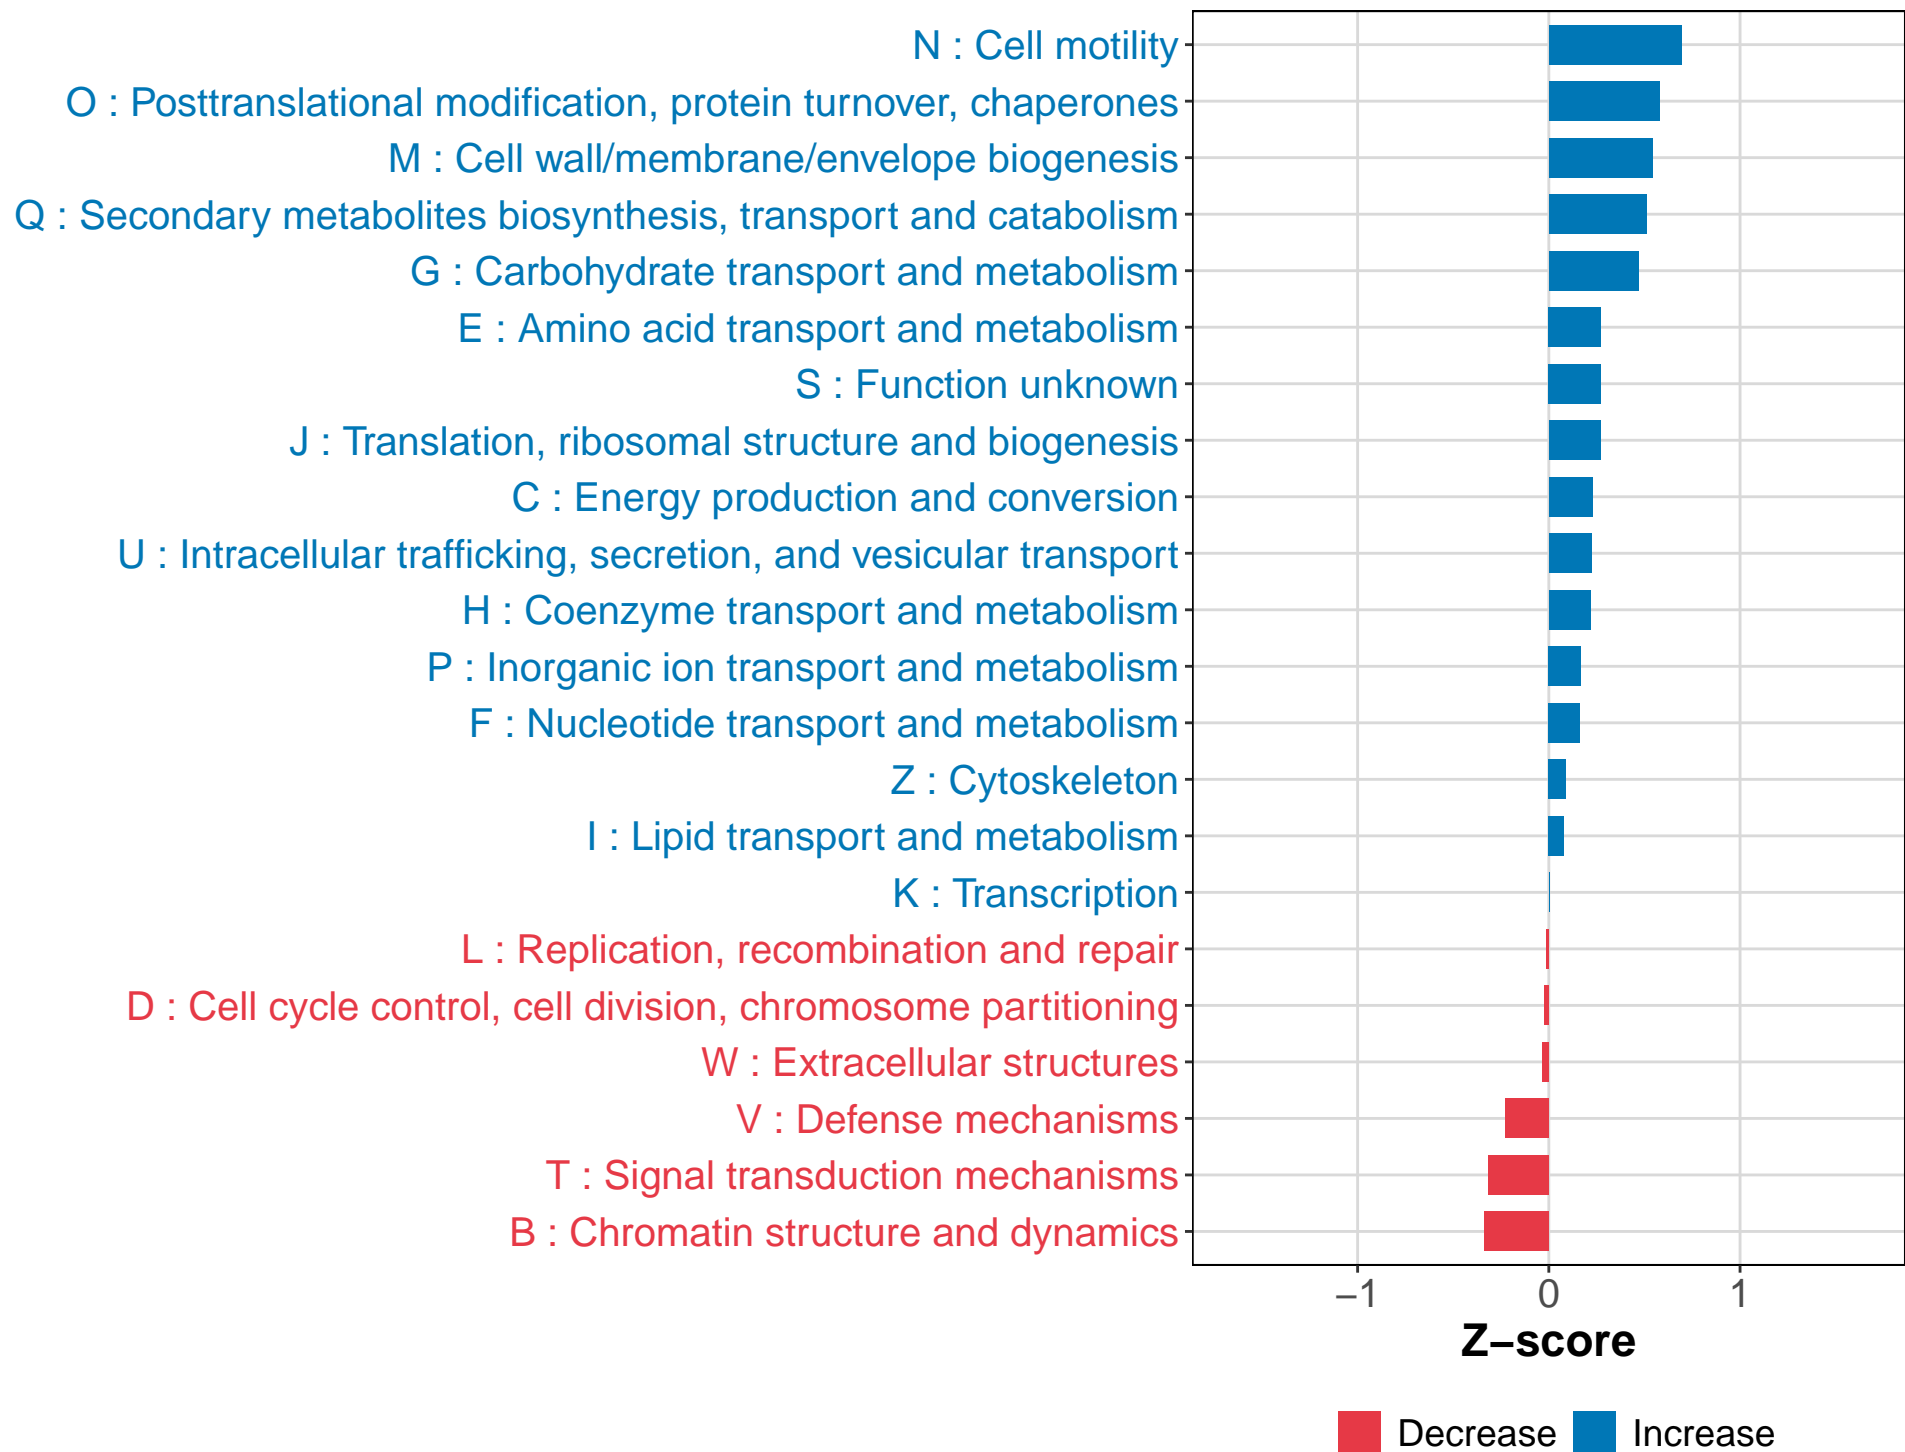 N : Cell motility
O : Posttranslational modification, protein turnover, chaperones
M : Cell wall/membrane/envelope biogenesis
Q : Secondary metabolites biosynthesis, transport and catabolism
G : Carbohydrate transport and metabolism
E : Amino acid transport and metabolism
S : Function unknown
J : Translation, ribosomal structure and biogenesis
C : Energy production and conversion
U : Intracellular trafficking, secretion, and vesicular transport
H : Coenzyme transport and metabolism
P : Inorganic ion transport and metabolism
F : Nucleotide transport and metabolism
Z : Cytoskeleton
I : Lipid transport and metabolism
K : Transcription
L : Replication, recombination and repair
D : Cell cycle control, cell division, chromosome partitioning
W : Extracellular structures
V : Defense mechanisms
T : Signal transduction mechanisms
B : Chromatin structure and dynamics
−1 0 1
Z−score
Decrease Increase